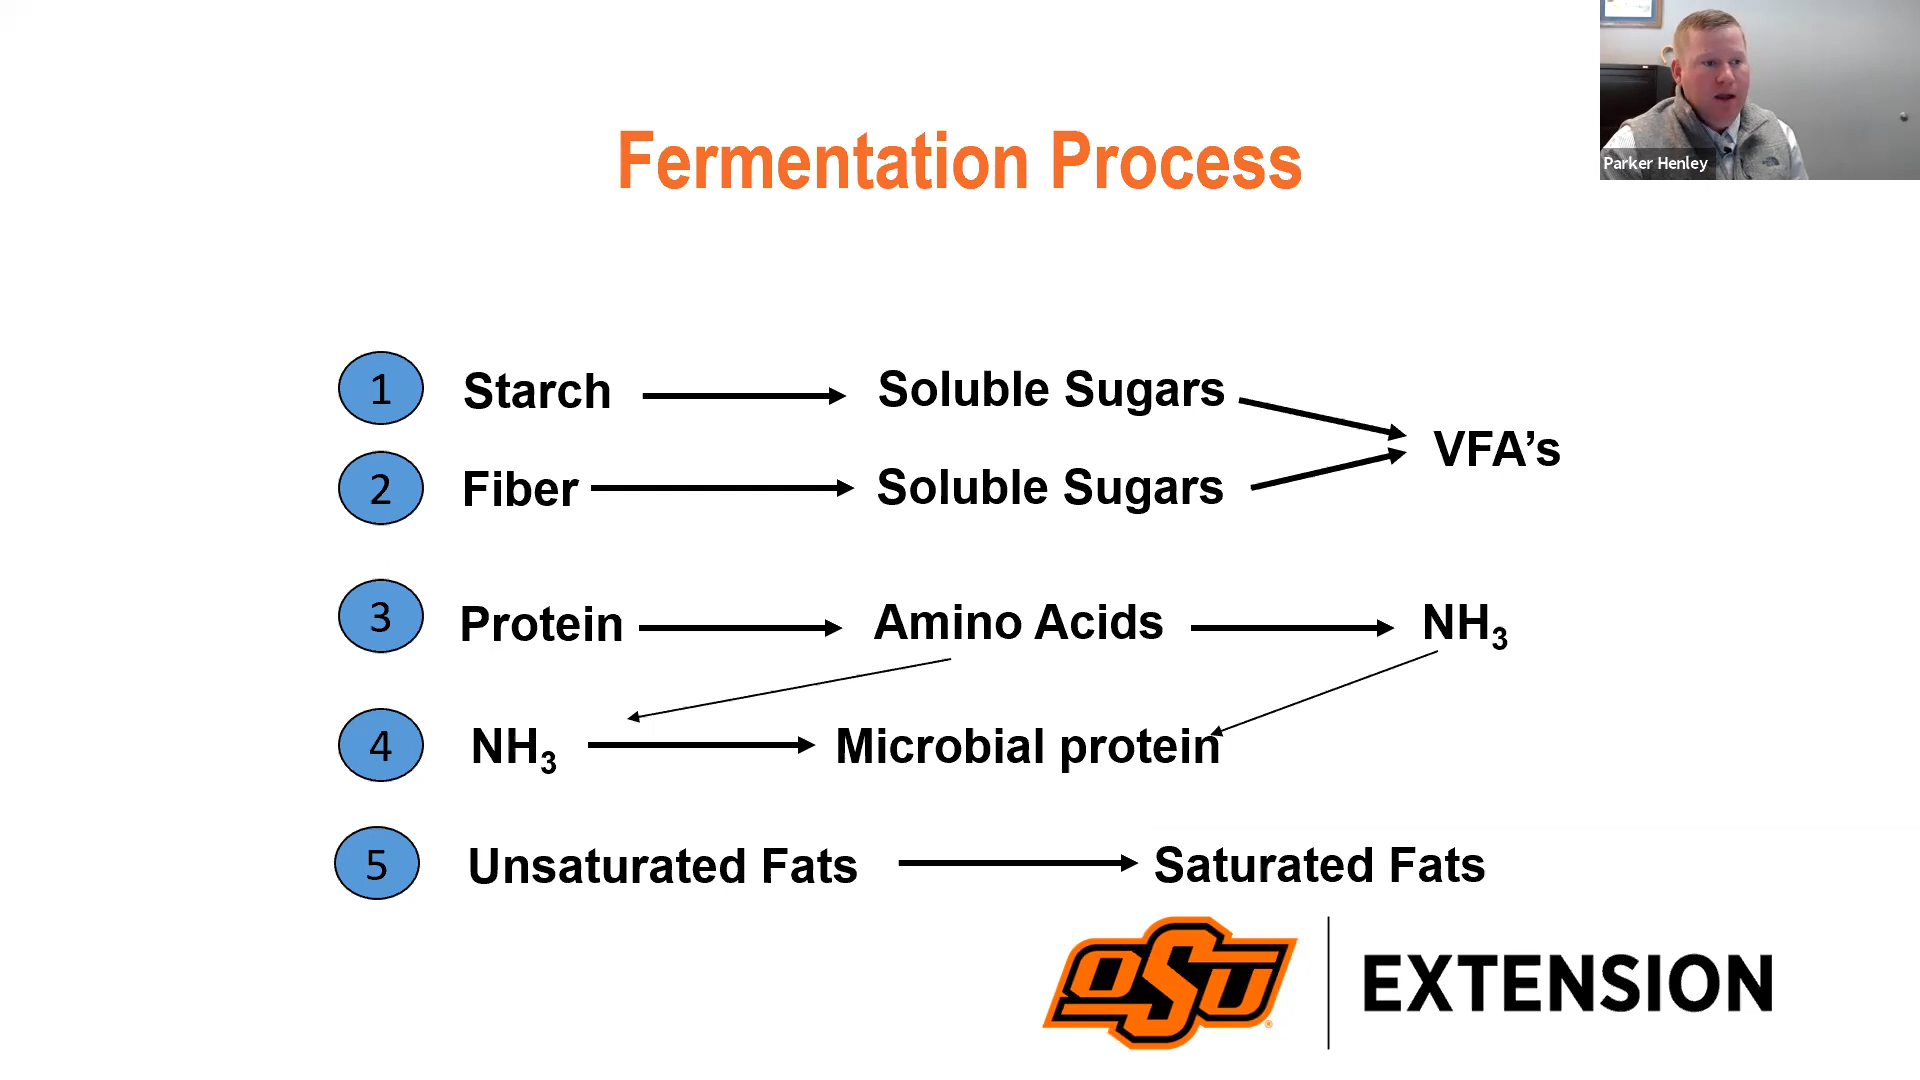 Fermentation Process
Parker Henley
1 Starch Soluble Sugars
VFA's
2 Fiber Soluble Sugars
3 Protein Amino Acids NH3
4 NH3 Microbial protein
5 Unsaturated Fats Saturated Fats
OSU® EXTENSION